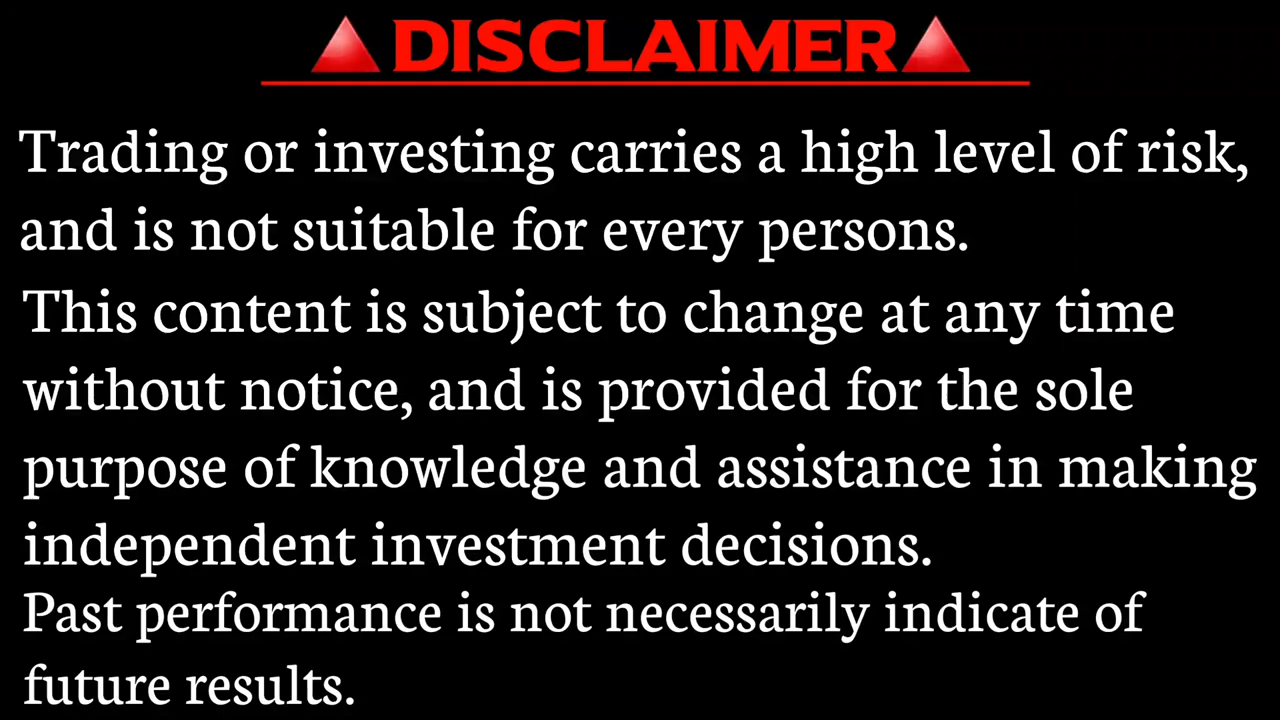 DISCLAIMER
Trading or investing carries a high level of risk,
and is not suitable for every persons.
This content is subject to change at any time
without notice, and is provided for the sole
purpose of knowledge and assistance in making
independent investment decisions.
Past performance is not necessarily indicate of
future results.